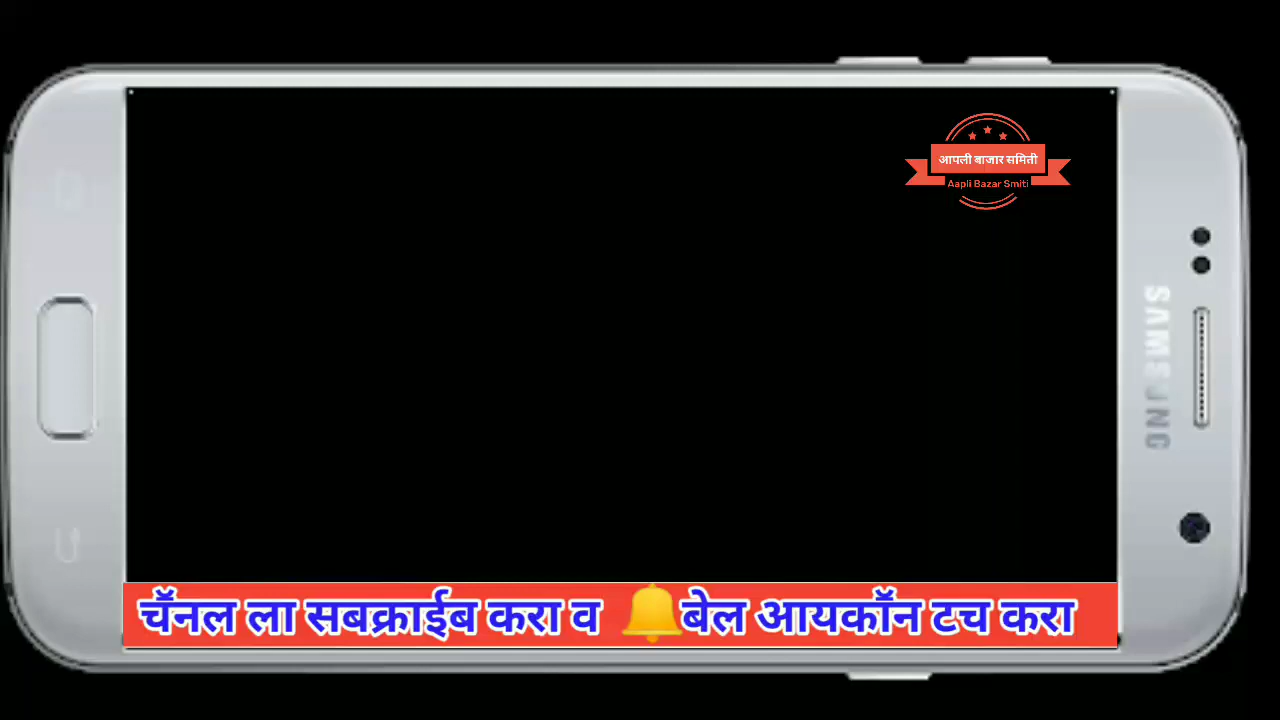 आपली बाजार समिती
Aapli Bazar Smiti
SAMSUNG
चॅनल ला सबक्राईब करा व 🔔बेल आयकॉन टच करा